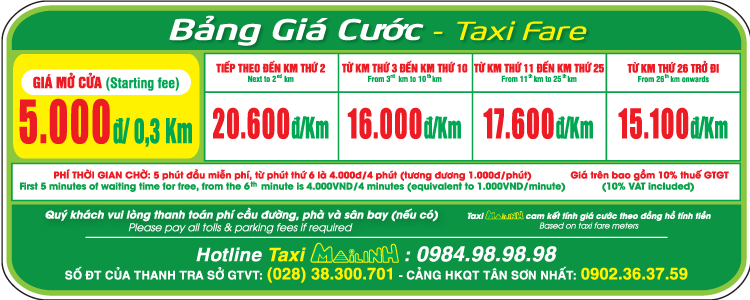 Bảng Giá Cước - Taxi Fare
GIÁ MỞ CỬA (Starting fee)
5.000đ/ 0,3 Km
TIẾP THEO ĐẾN KM THỨ 2
Next to 2nd km
20.600đ/Km
TỪ KM THỨ 3 ĐẾN KM THỨ 10
From 3rd km to 10th km
16.000đ/Km
TỪ KM THỨ 11 ĐẾN KM THỨ 25
From 11th km to 25th km
17.600đ/Km
TỪ KM THỨ 26 TRỞ ĐI
From 26th km onwards
15.100đ/Km
PHÍ THỜI GIAN CHỜ: 5 phút đầu miễn phí, từ phút thứ 6 là 4.000đ/4 phút (tương đương 1.000đ/phút)
First 5 minutes of waiting time for free, from the 6th minute is 4.000VND/4 minutes (equivalent to 1.000VND/minute)
Giá trên bao gồm 10% thuế GTGT
(10% VAT included)
Quý khách vui lòng thanh toán phí cầu đường, phà và sân bay (nếu có)
Please pay all tolls & parking fees if required
Taxi MAILINH cam kết tính giá cước theo đồng hồ tính tiền
Based on taxi fare meters
Hotline Taxi MAILINH : 0984.98.98.98
SỐ ĐT CỦA THANH TRA SỞ GTVT: (028) 38.300.701 - CẢNG HKQT TÂN SƠN NHẤT: 0902.36.37.59